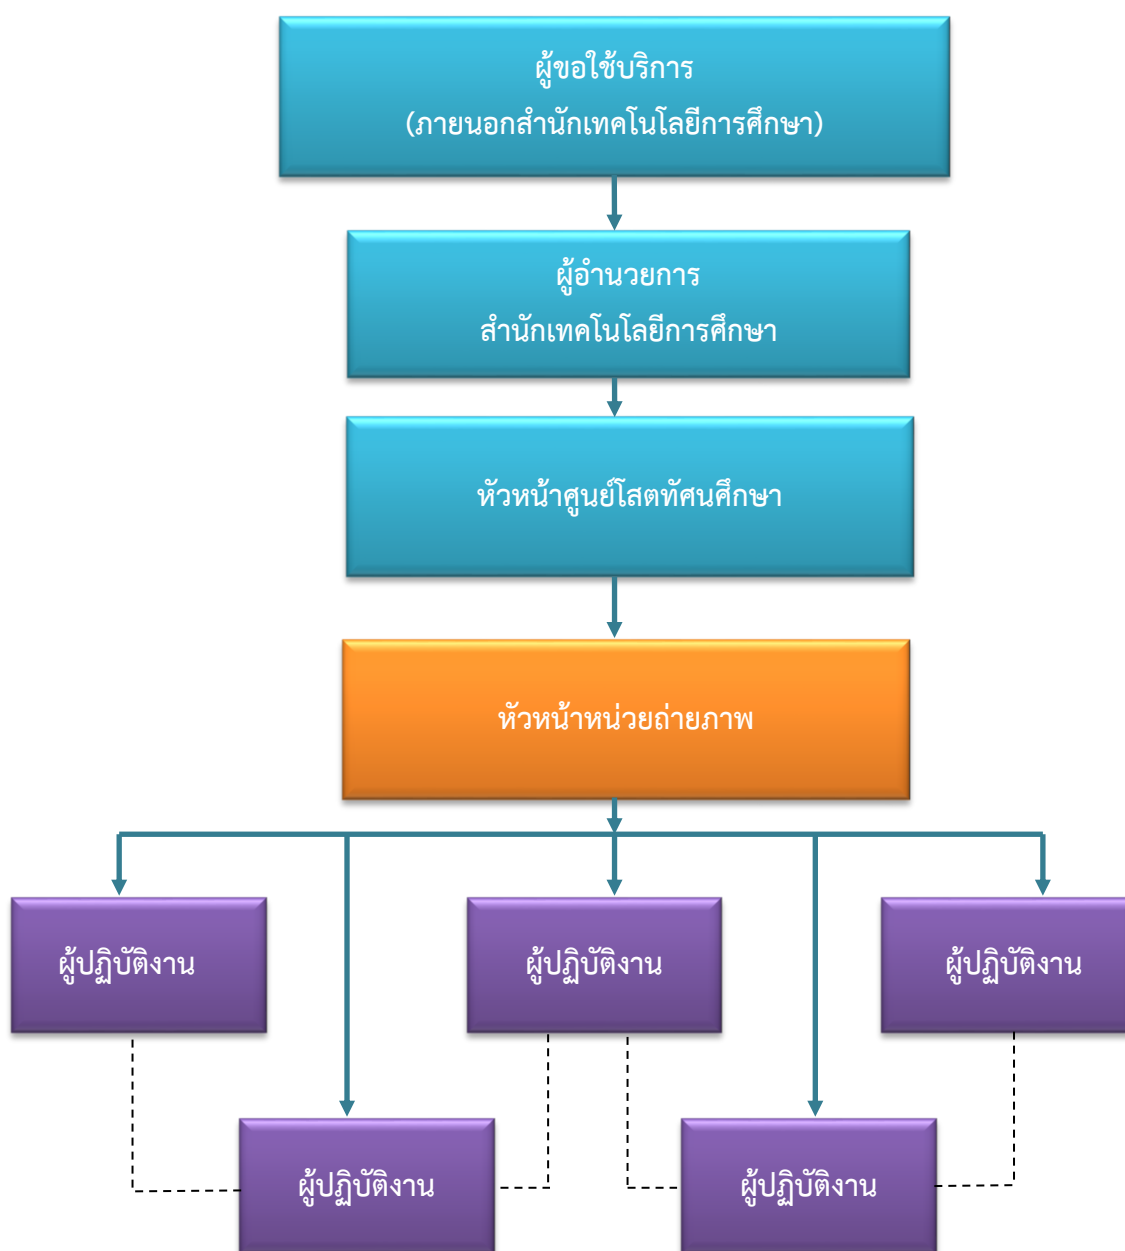 ผู้ขอใช้บริการ
(ภายนอกสำนักเทคโนโลยีการศึกษา)
ผู้อำนวยการ
สำนักเทคโนโลยีการศึกษา
หัวหน้าศูนย์โสตทัศนศึกษา
หัวหน้าหน่วยถ่ายภาพ
ผู้ปฏิบัติงาน
ผู้ปฏิบัติงาน
ผู้ปฏิบัติงาน
ผู้ปฏิบัติงาน
ผู้ปฏิบัติงาน